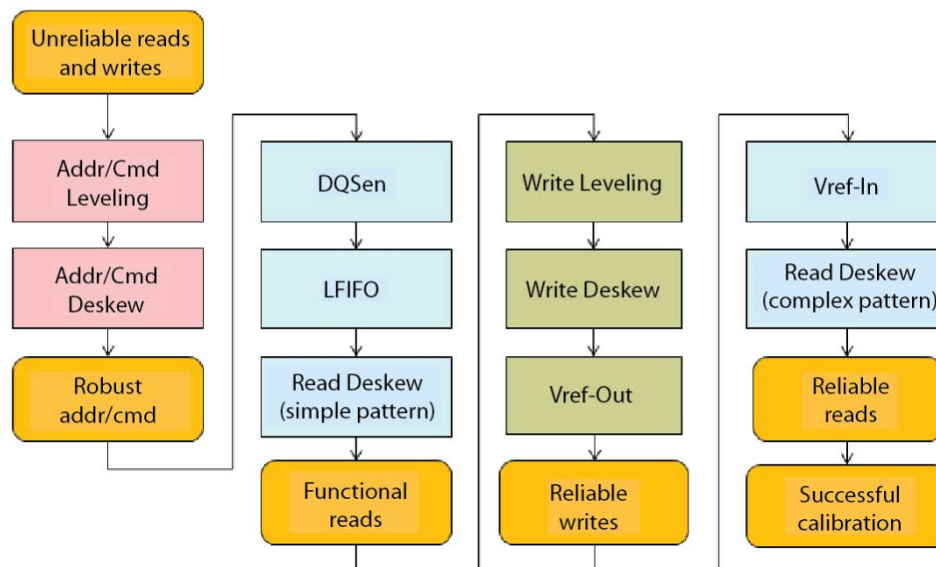 Unreliable reads
and writes
Addr/Cmd
Leveling
Addr/Cmd
Deskew
Robust
addr/cmd
DQSen
LFIFO
Read Deskew
(simple pattern)
Functional
reads
Write Leveling
Write Deskew
Vref-Out
Reliable
writes
Vref-In
Read Deskew
(complex pattern)
Reliable
reads
Successful
calibration